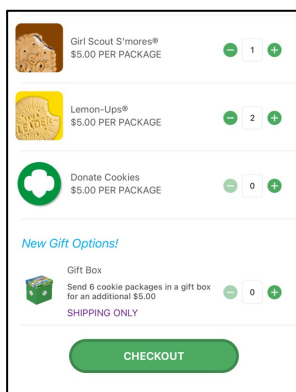 Girl Scout S'mores®
$5.00 PER PACKAGE
1
Lemon-Ups®
$5.00 PER PACKAGE
2
Donate Cookies
$5.00 PER PACKAGE
0
New Gift Options!
Gift Box
Send 6 cookie packages in a gift box
for an additional $5.00
0
SHIPPING ONLY
CHECKOUT